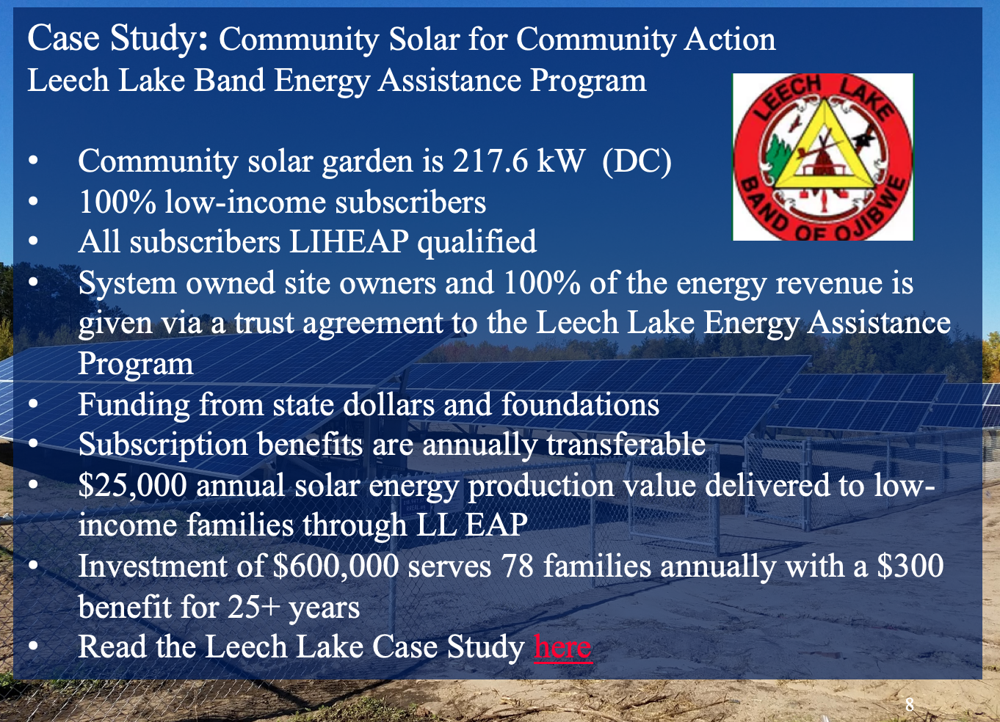 Case Study: Community Solar for Community Action
Leech Lake Band Energy Assistance Program
LEECH LAKE
BAND OF OJIBWE
• Community solar garden is 217.6 kW (DC)
• 100% low-income subscribers
• All subscribers LIHEAP qualified
• System owned site owners and 100% of the energy revenue is
given via a trust agreement to the Leech Lake Energy Assistance
Program
• Funding from state dollars and foundations
• Subscription benefits are annually transferable
• $25,000 annual solar energy production value delivered to low-
income families through LL EAP
• Investment of $600,000 serves 78 families annually with a $300
benefit for 25+ years
• Read the Leech Lake Case Study here
8